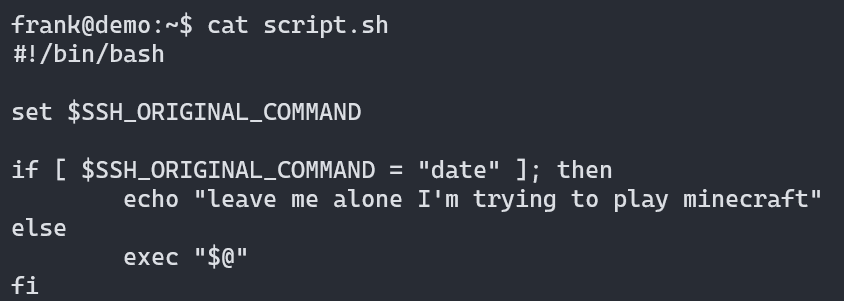 frank@demo:~$ cat script.sh
#!/bin/bash

set $SSH_ORIGINAL_COMMAND

if [ $SSH_ORIGINAL_COMMAND = "date" ]; then
        echo "leave me alone I'm trying to play minecraft"
else
        exec "$@"
fi